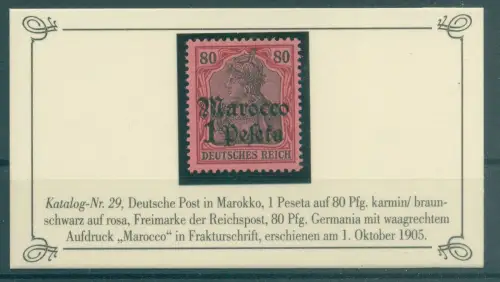 80 80
Marocco
1 Peseta
DEUTSCHES REICH
Katalog-Nr. 29, Deutsche Post in Marokko, 1 Peseta auf 80 Pfg. karmin/ braun-
schwarz auf rosa, Freimarke der Reichspost, 80 Pfg. Germania mit waagrechtem
Aufdruck „Marocco” in Frakturschrift, erschienen am 1. Oktober 1905.